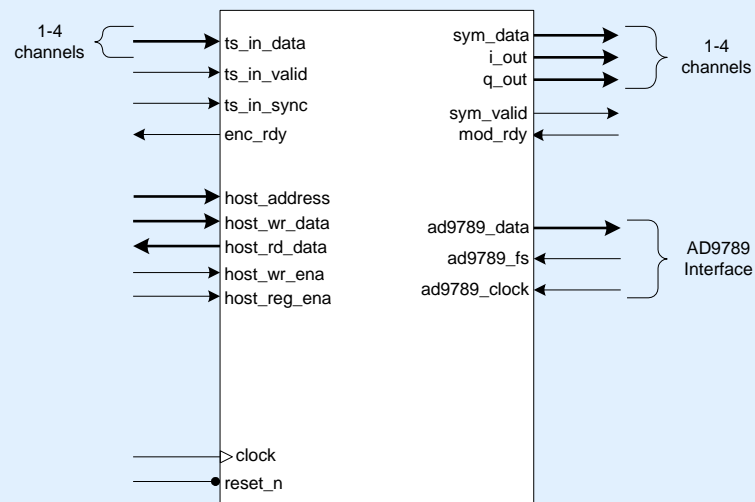 1-4
channels
ts_in_data
ts_in_valid
ts_in_sync
enc_rdy
host_address
host_wr_data
host_rd_data
host_wr_ena
host_reg_ena
clock
reset_n
sym_data
i_out
q_out
sym_valid
mod_rdy
ad9789_data
ad9789_fs
ad9789_clock
1-4
channels
AD9789
Interface